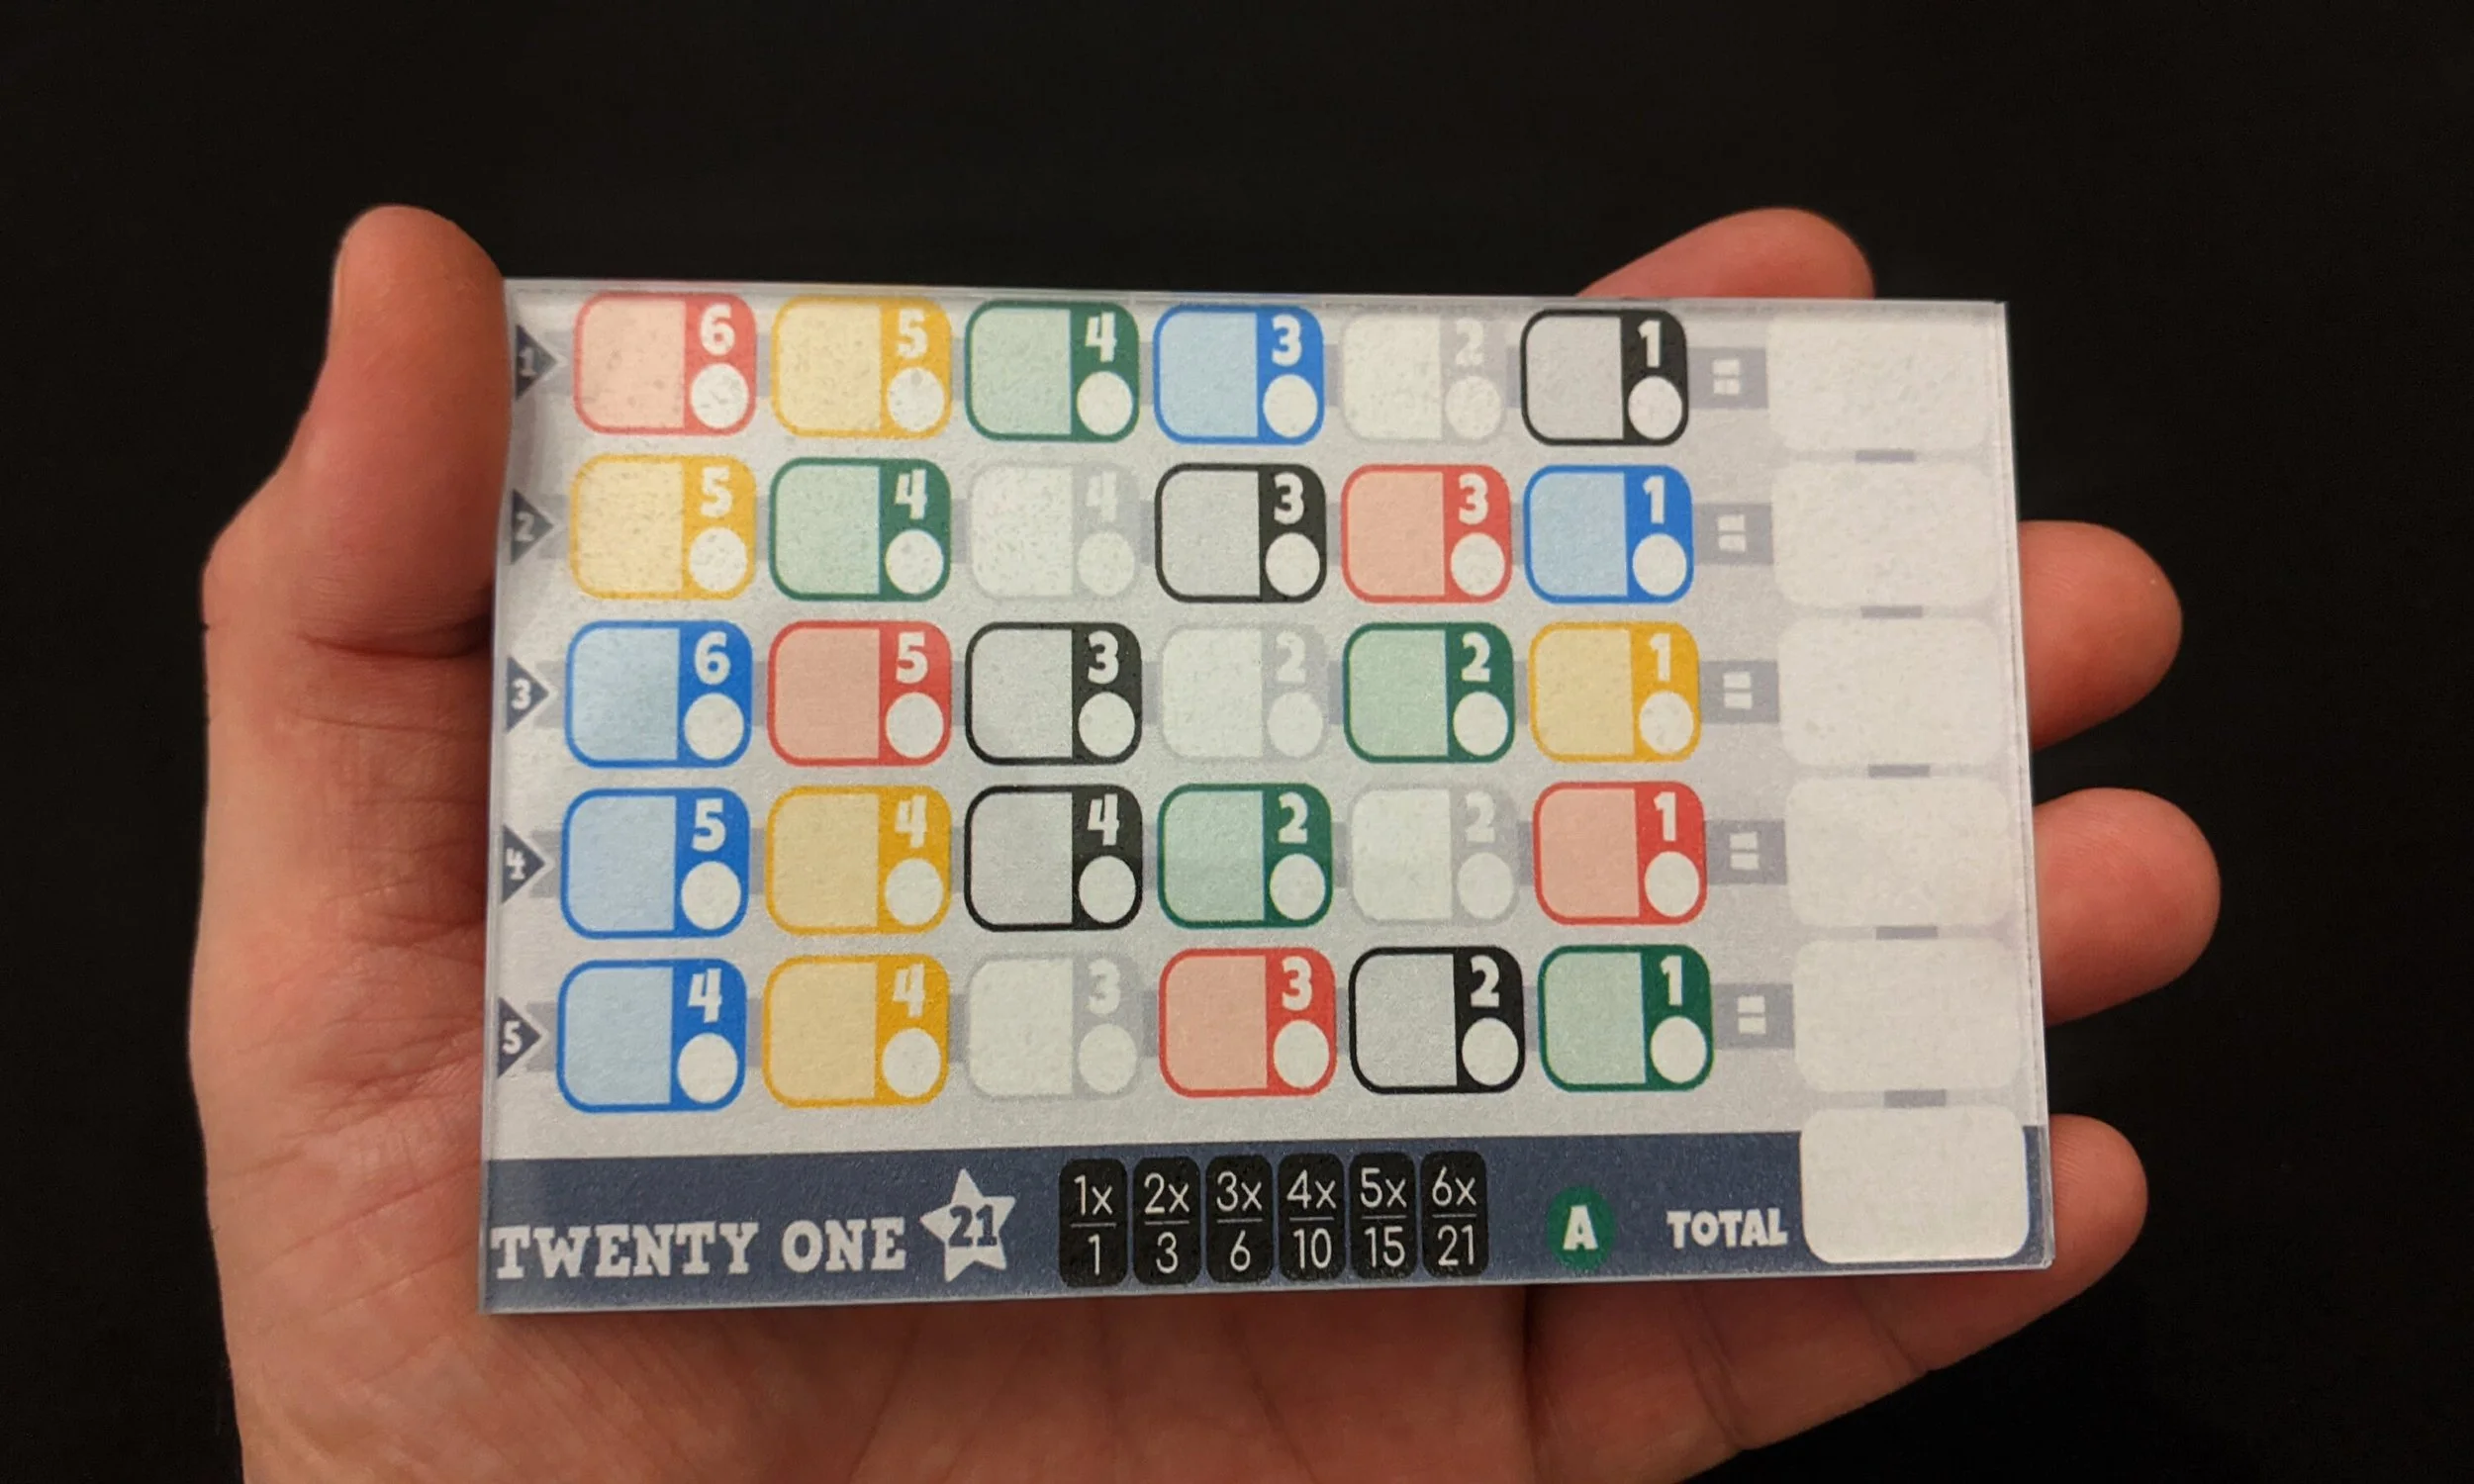 1 6 5 4 3 2 1 =
2 5 4 4 3 3 1 =
3 6 5 3 2 2 1 =
4 5 4 4 2 2 1 =
5 4 4 3 3 2 1 =
TWENTY ONE 21 1x 2x 3x 4x 5x 6x A TOTAL
1 3 6 10 15 21